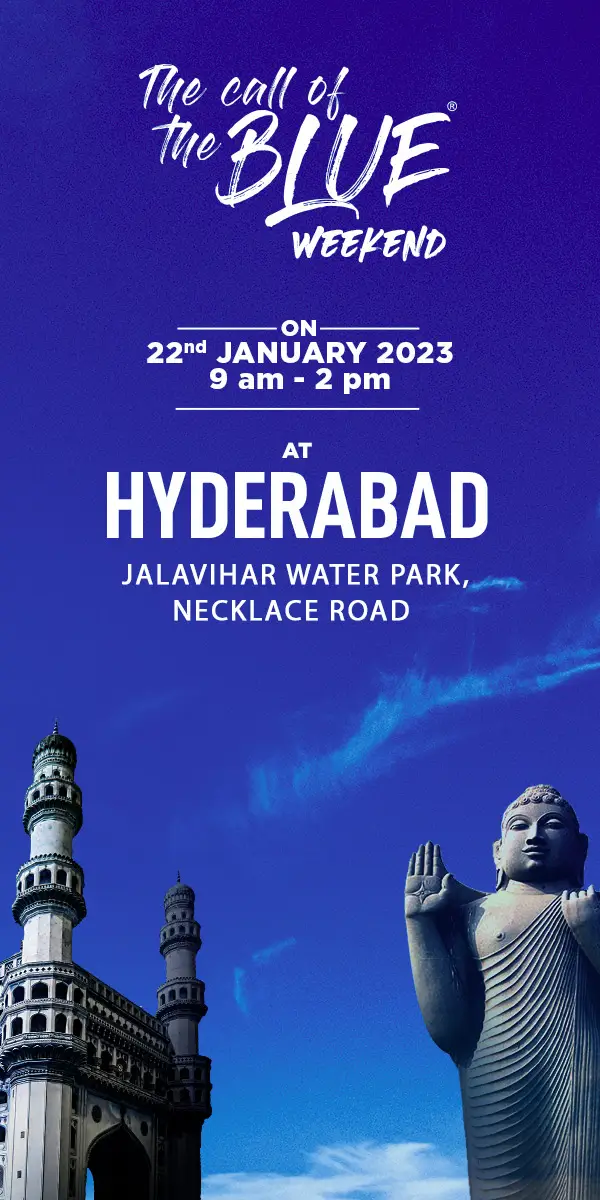 The call of
the BLUE®
WEEKEND
ON
22nd JANUARY 2023
9 am - 2 pm
AT
HYDERABAD
JALAVIHAR WATER PARK,
NECKLACE ROAD